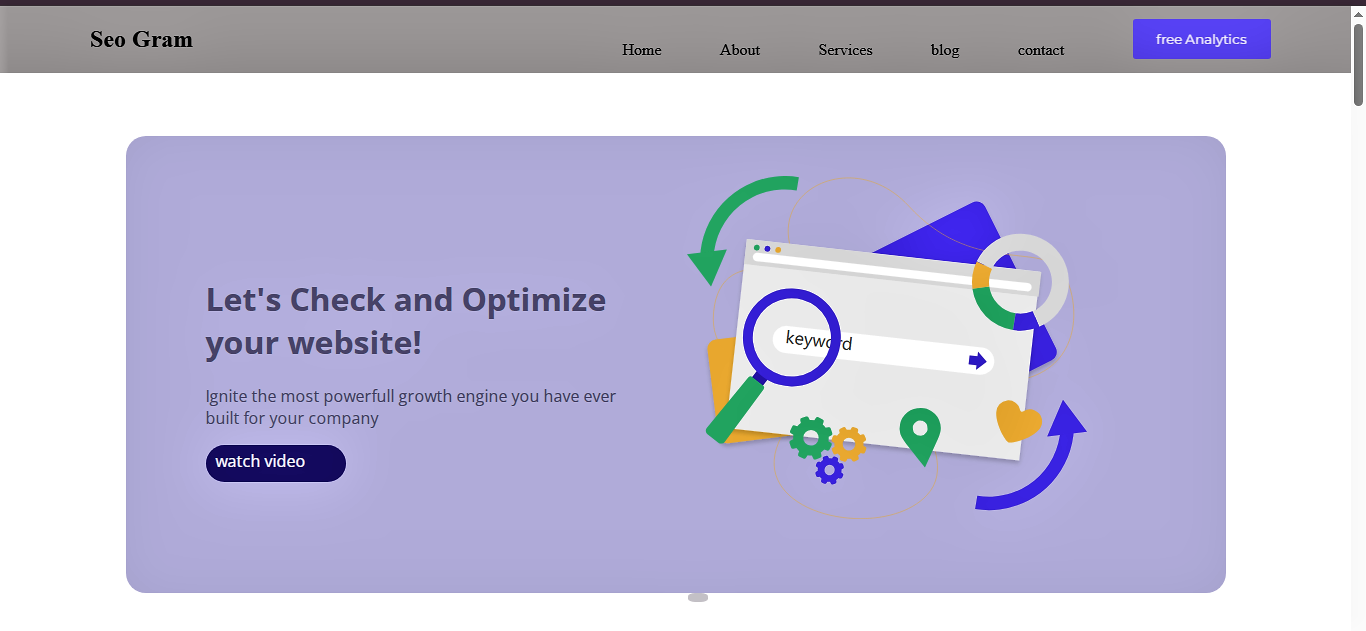 Seo Gram
Home About Services blog contact free Analytics
Let's Check and Optimize
your website!
Ignite the most powerfull growth engine you have ever
built for your company
watch video
keyword